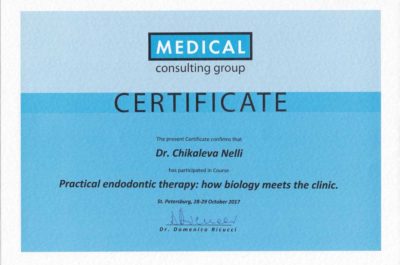 MEDICAL
consulting group
CERTIFICATE
The present Certificate confirms that
Dr. Chikaleva Nelli
has participated in Course
Practical endodontic therapy: how biology meets the clinic.
St. Petersburg, 28-29 October 2017
Dr. Domenico Ricucci